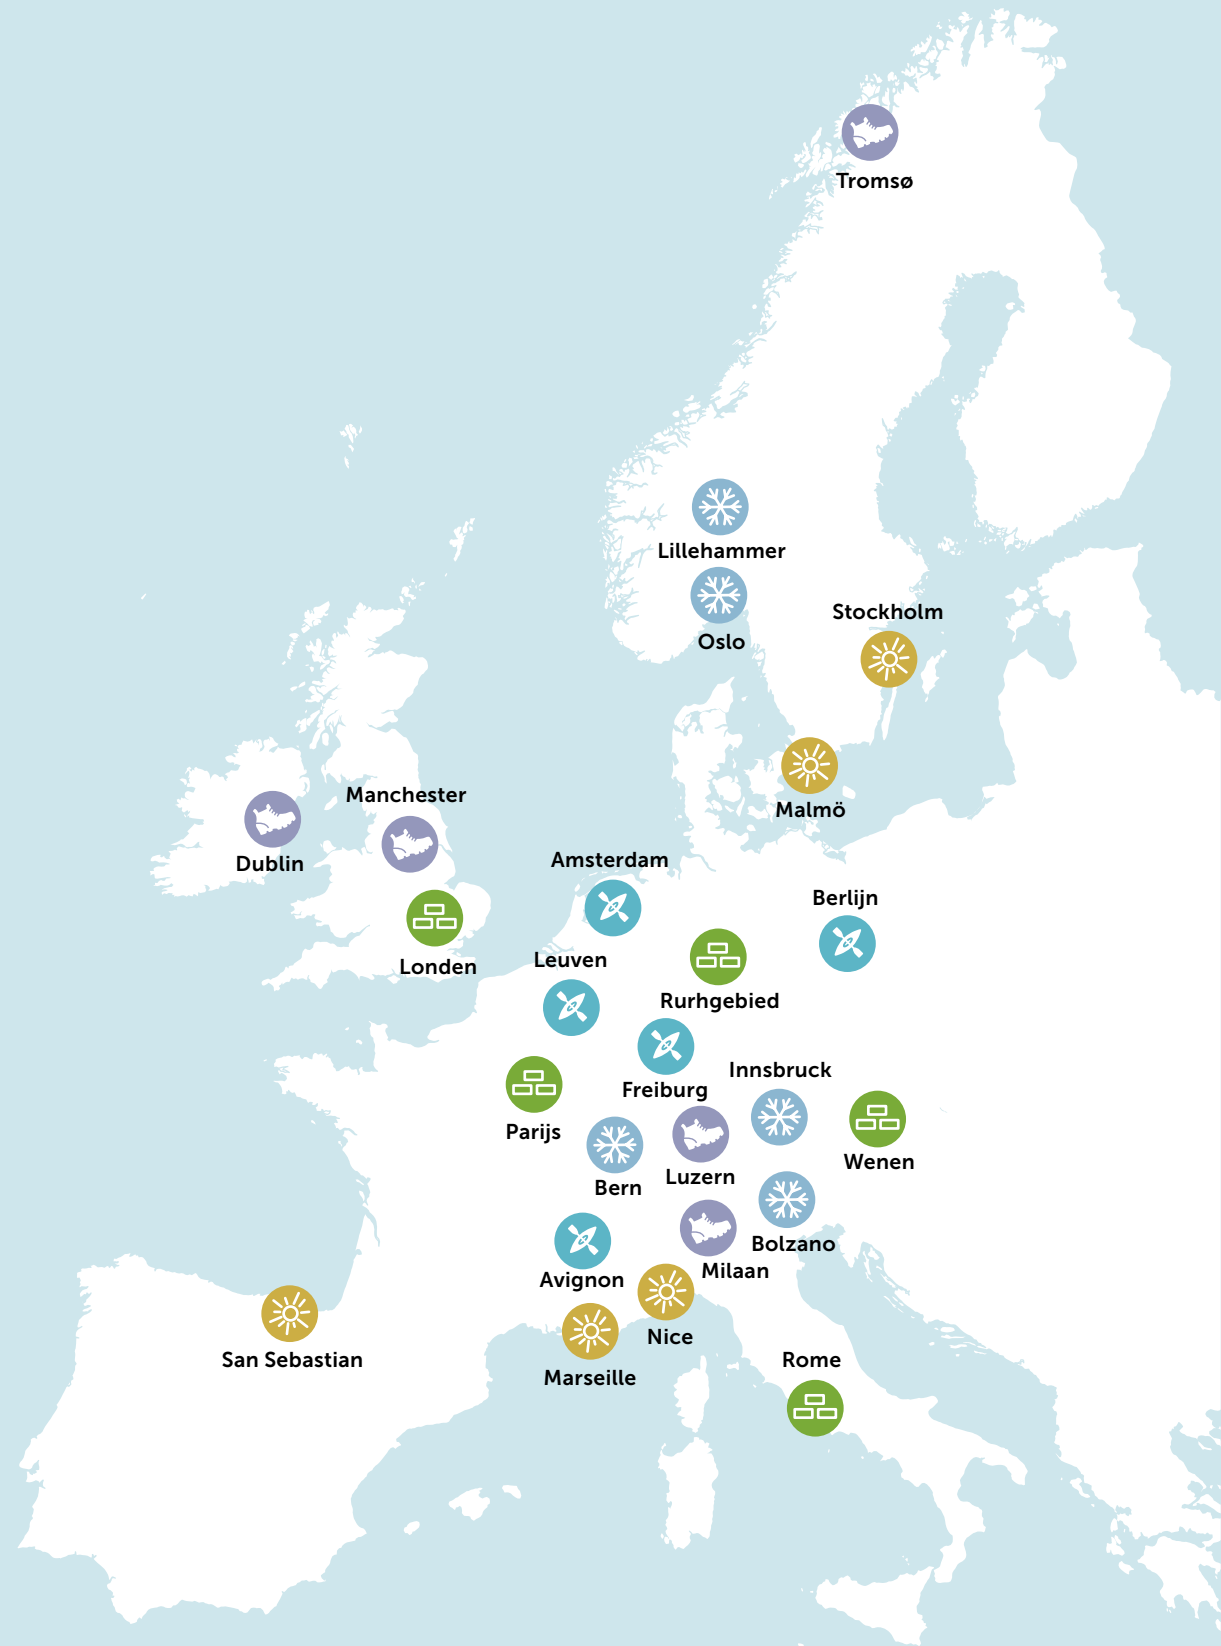 Tromsø
Lillehammer
Stockholm
Oslo
Manchester
Malmö
Dublin
Amsterdam
Berlijn
Londen
Leuven
Rurhgebied
Innsbruck
Freiburg
Parijs
Wenen
Luzern
Bern
Bolzano
Milaan
Avignon
Nice
San Sebastian
Rome
Marseille